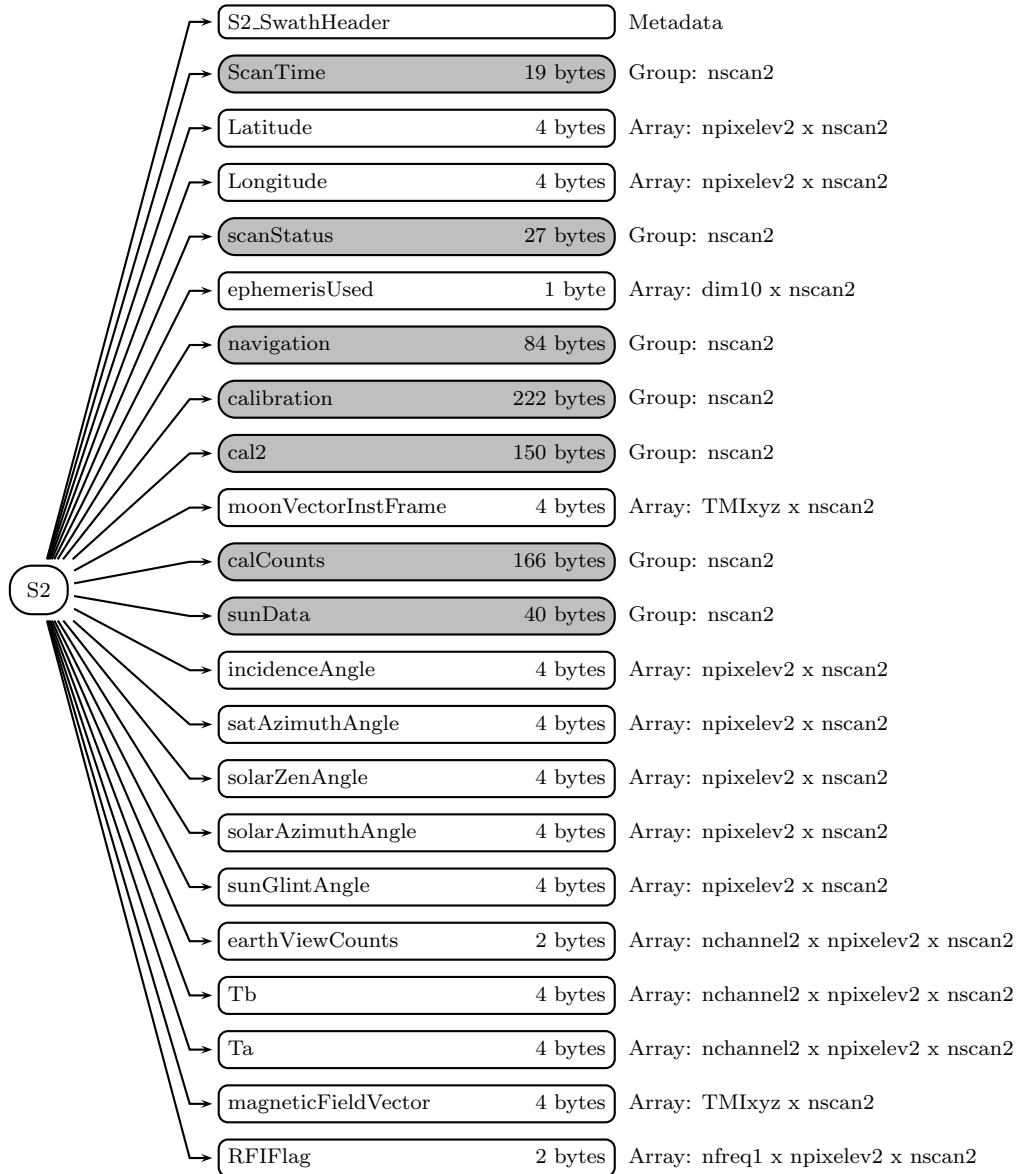 S2_SwathHeader Metadata
ScanTime 19 bytes Group: nscan2
Latitude 4 bytes Array: npixelev2 x nscan2
Longitude 4 bytes Array: npixelev2 x nscan2
scanStatus 27 bytes Group: nscan2
ephemerisUsed 1 byte Array: dim10 x nscan2
navigation 84 bytes Group: nscan2
calibration 222 bytes Group: nscan2
cal2 150 bytes Group: nscan2
moonVectorInstFrame 4 bytes Array: TMIxyz x nscan2
calCounts 166 bytes Group: nscan2
S2
sunData 40 bytes Group: nscan2
incidenceAngle 4 bytes Array: npixelev2 x nscan2
satAzimuthAngle 4 bytes Array: npixelev2 x nscan2
solarZenAngle 4 bytes Array: npixelev2 x nscan2
solarAzimuthAngle 4 bytes Array: npixelev2 x nscan2
sunGlintAngle 4 bytes Array: npixelev2 x nscan2
earthViewCounts 2 bytes Array: nchannel2 x npixelev2 x nscan2
Tb 4 bytes Array: nchannel2 x npixelev2 x nscan2
Ta 4 bytes Array: nchannel2 x npixelev2 x nscan2
magneticFieldVector 4 bytes Array: TMIxyz x nscan2
RFIFlag 2 bytes Array: nfreq1 x npixelev2 x nscan2